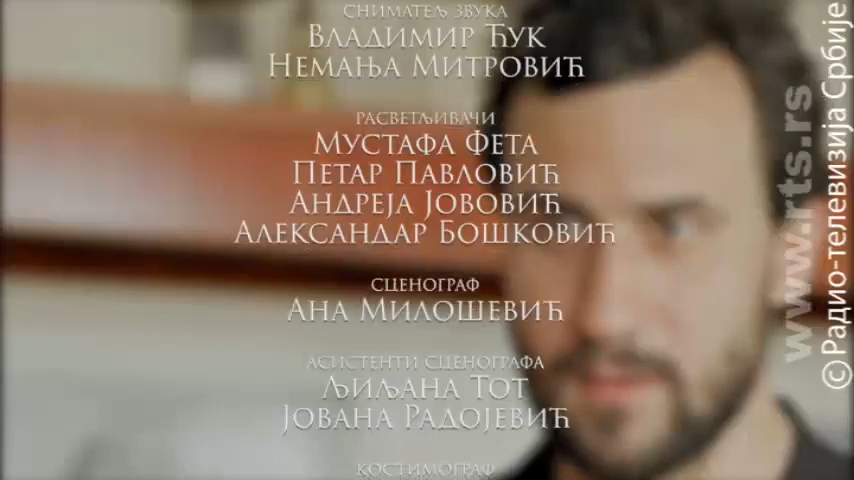 СНИМАТЕЉ ЗВУКА
ВЛАДИМИР ЋУК
НЕМАЊА МИТРОВИЋ
РАСВЕТЉИВАЧИ
МУСТАФА ФЕТА
ПЕТАР ПАВЛОВИЋ
АНДРЕЈА ЈОВОВИЋ
АЛЕКСАНДАР БОШКОВИЋ
СЦЕНОГРАФ
АНА МИЛОШЕВИЋ
АСИСТЕНТИ СЦЕНОГРАФА
ЉИЉАНА ТОТ
ЈОВАНА РАДОЈЕВИЋ
КОСТИМОГРАФ
www.rts.rs
© Радио-телевизија Србије